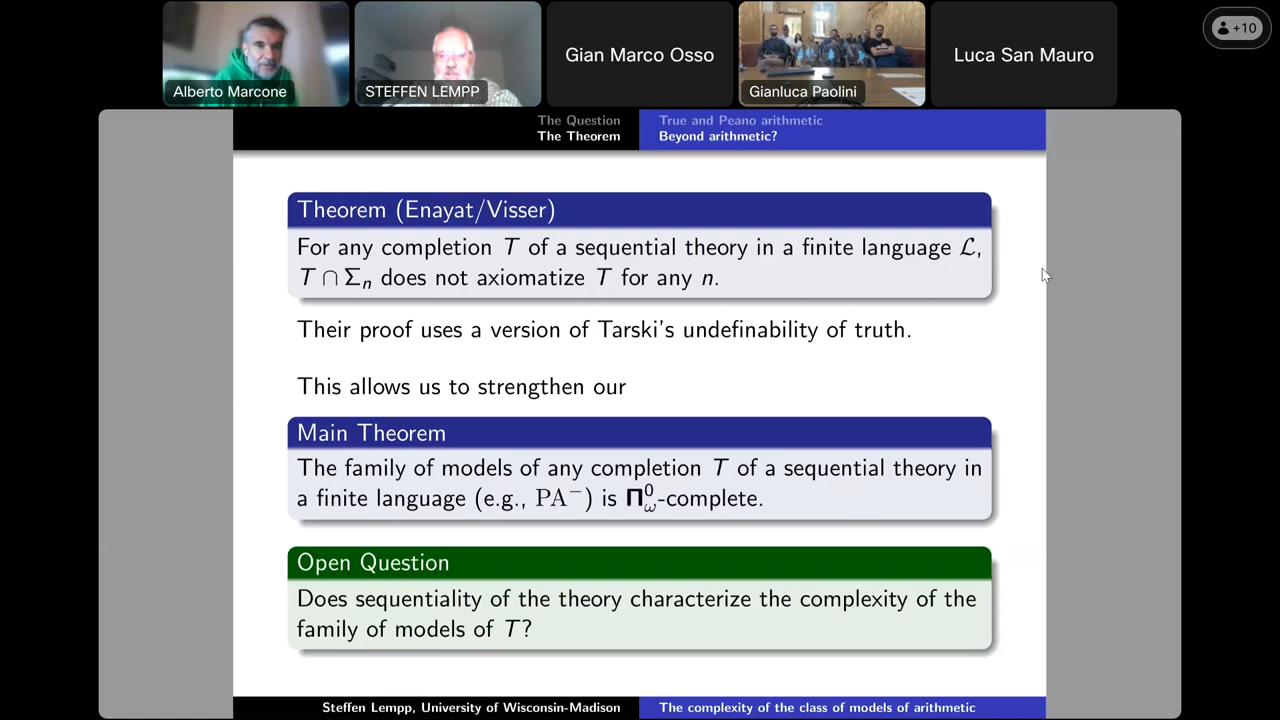 Alberto Marcone
STEFFEN LEMPP
Gian Marco Osso
Gianluca Paolini
Luca San Mauro
+10
The Question
The Theorem
True and Peano arithmetic
Beyond arithmetic?
Theorem (Enayat/Visser)
For any completion T of a sequential theory in a finite language ℒ,
T ∩ Σₙ does not axiomatize T for any n.
Their proof uses a version of Tarski's undefinability of truth.
This allows us to strengthen our
Main Theorem
The family of models of any completion T of a sequential theory in
a finite language (e.g., PA⁻) is 𝚷⁰_ω-complete.
Open Question
Does sequentiality of the theory characterize the complexity of the
family of models of T?
Steffen Lempp, University of Wisconsin-Madison
The complexity of the class of models of arithmetic